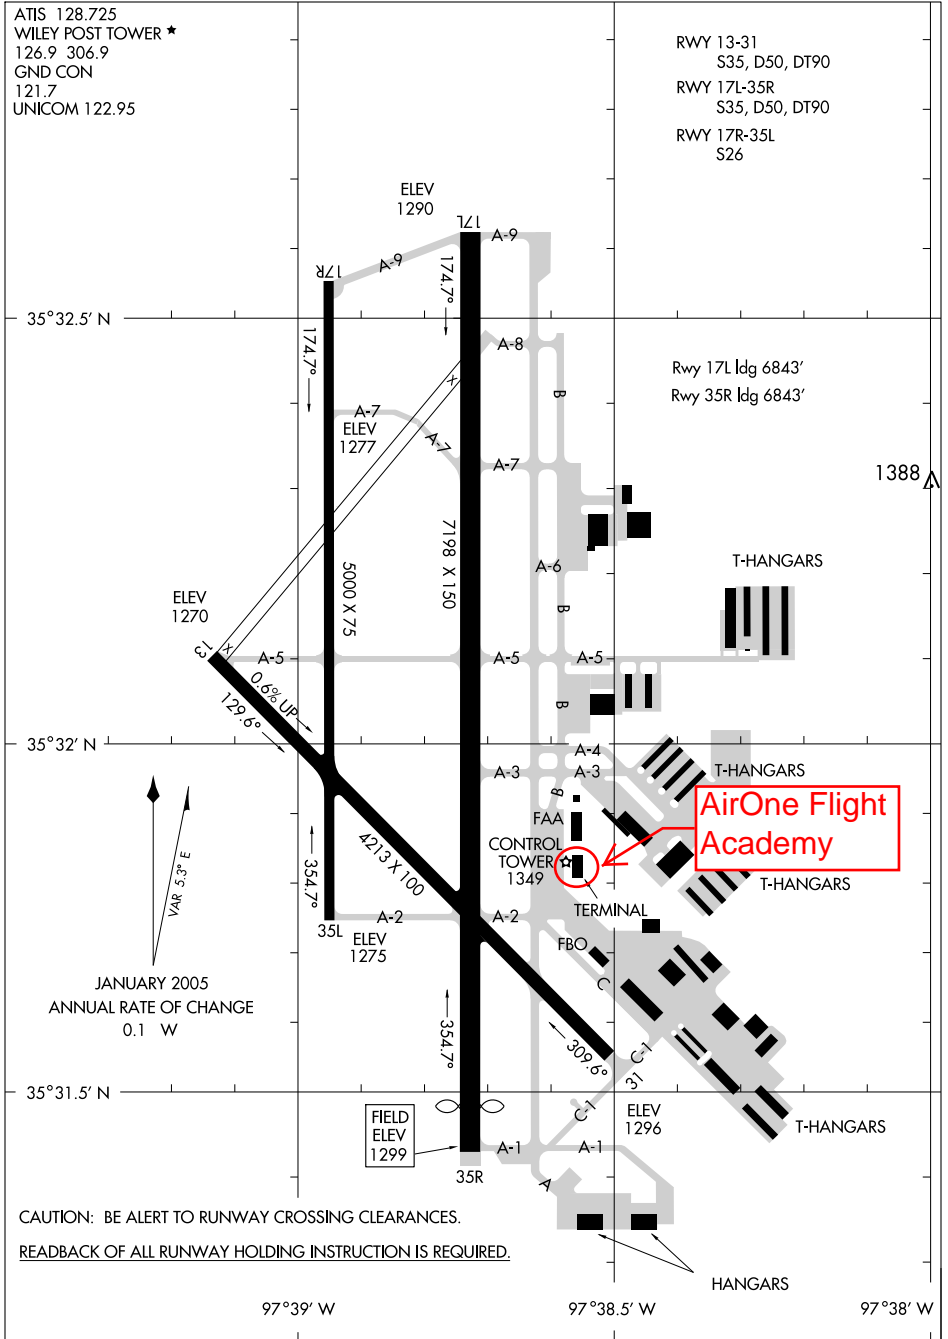 ATIS 128.725
WILEY POST TOWER ★
126.9 306.9
GND CON
121.7
UNICOM 122.95
RWY 13-31
S35, D50, DT90
RWY 17L-35R
S35, D50, DT90
RWY 17R-35L
S26
ELEV
1290
17L
A-9
A-9
17R
174.7°
35°32.5' N
174.7°
A-8
Rwy 17L ldg 6843'
Rwy 35R ldg 6843'
B
A-7
ELEV
1277
A-7
A-7
1388
X
7198 X 150
5000 X 75
A-6
T-HANGARS
ELEV
1270
B
13
X
A-5
A-5
A-5
0.6% UP
129.6°
B
35°32' N
A-4
A-3
A-3
T-HANGARS
B
AirOne Flight
Academy
FAA
CONTROL
TOWER
1349
VAR 5.3° E
354.7°
4213 X 100
T-HANGARS
TERMINAL
35L
A-2
A-2
ELEV
1275
FBO
C
JANUARY 2005
ANNUAL RATE OF CHANGE
0.1 W
354.7°
309.6°
C-1
31
35°31.5' N
C-1
ELEV
1296
FIELD
ELEV
1299
A-1
A-1
T-HANGARS
35R
A
CAUTION: BE ALERT TO RUNWAY CROSSING CLEARANCES.
READBACK OF ALL RUNWAY HOLDING INSTRUCTION IS REQUIRED.
HANGARS
97°39' W
97°38.5' W
97°38' W